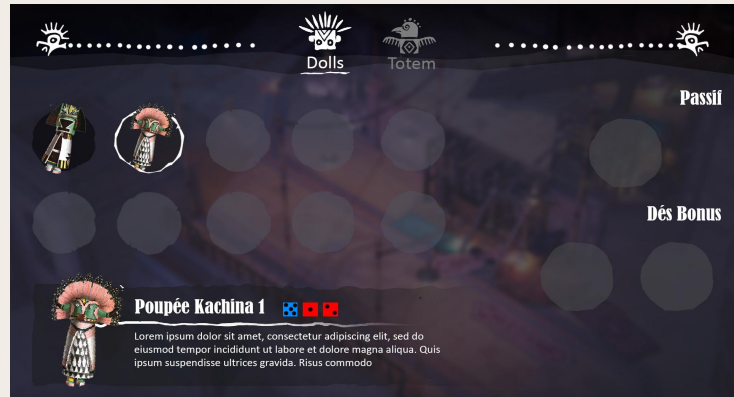 Dolls
Totem
Passif
Dés Bonus
Poupée Kachina 1
Lorem ipsum dolor sit amet, consectetur adipiscing elit, sed do
eiusmod tempor incididunt ut labore et dolore magna aliqua. Quis
ipsum suspendisse ultrices gravida. Risus commodo